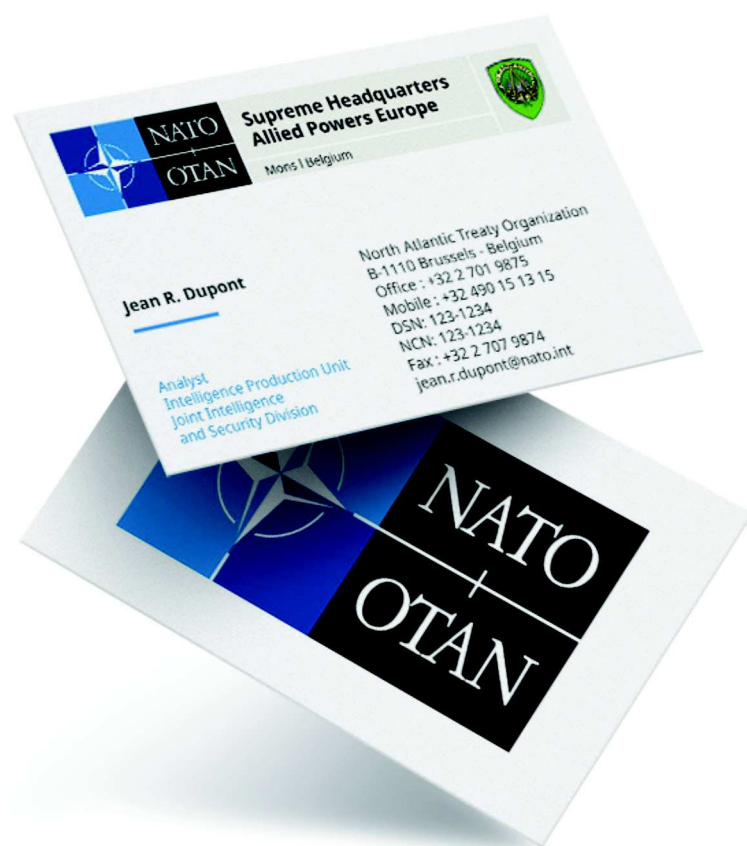 NATO
OTAN
Supreme Headquarters
Allied Powers Europe
Mons | Belgium
Jean R. Dupont
Analyst
Intelligence Production Unit
Joint Intelligence
and Security Division
North Atlantic Treaty Organization
B-1110 Brussels - Belgium
Office : +32 2 701 9875
Mobile : +32 490 15 13 15
DSN: 123-1234
NCN: 123-1234
Fax : +32 2 707 9874
jean.r.dupont@nato.int
NATO
OTAN